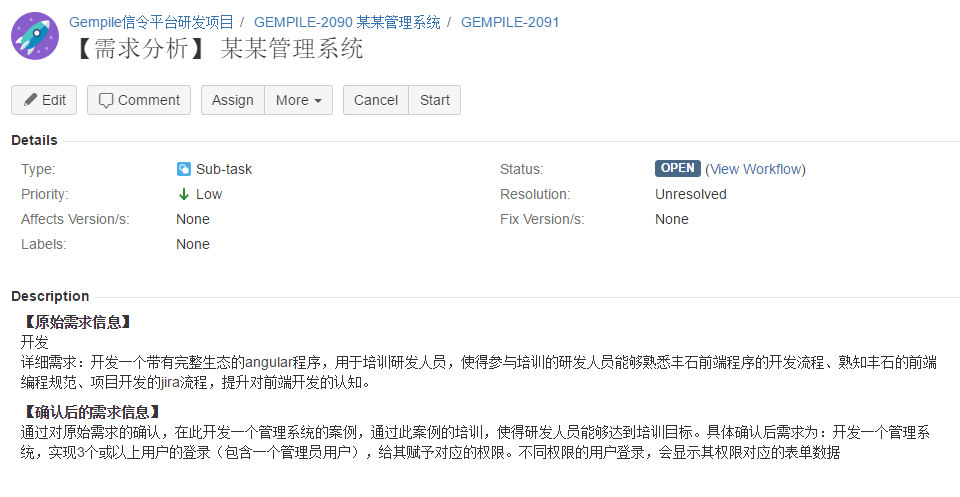 Gempile信令平台研发项目 / GEMPILE-2090 某某管理系统 / GEMPILE-2091
【需求分析】 某某管理系统
Edit Comment Assign More Cancel Start
Details
Type: Sub-task Status: OPEN (View Workflow)
Priority: Low Resolution: Unresolved
Affects Version/s: None Fix Version/s: None
Labels: None
Description
【原始需求信息】
开发
详细需求：开发一个带有完整生态的angular程序，用于培训研发人员，使得参与培训的研发人员能够熟悉丰石前端程序的开发流程、熟知丰石的前端
编程规范、项目开发的jira流程，提升对前端开发的认知。
【确认后的需求信息】
通过对原始需求的确认，在此开发一个管理系统的案例，通过此案例的培训，使得研发人员能够达到培训目标。具体确认后需求为：开发一个管理系
统，实现3个或以上用户的登录（包含一个管理员用户），给其赋予对应的权限。不同权限的用户登录，会显示其权限对应的表单数据